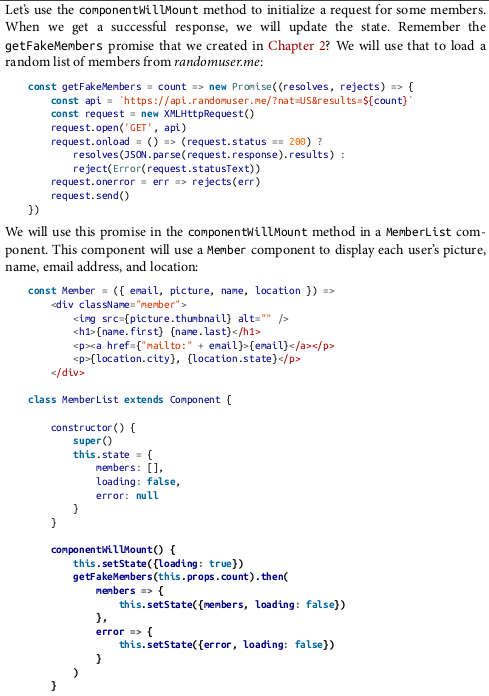 Let's use the componentWillMount method to initialize a request for some members.
When we get a successful response, we will update the state. Remember the
getFakeMembers promise that we created in Chapter 2? We will use that to load a
random list of members from randomuser.me:
const getFakeMembers = count => new Promise((resolves, rejects) => {
    const api = `https://api.randomuser.me/?nat=US&results=${count}`
    const request = new XMLHttpRequest()
    request.open('GET', api)
    request.onload = () => (request.status == 200) ?
        resolves(JSON.parse(request.response).results) :
        reject(Error(request.statusText))
    request.onerror = err => rejects(err)
    request.send()
})
We will use this promise in the componentWillMount method in a MemberList com-
ponent. This component will use a Member component to display each user's picture,
name, email address, and location:
const Member = ({ email, picture, name, location }) =>
    <div className="member">
        <img src={picture.thumbnail} alt="" />
        <h1>{name.first} {name.last}</h1>
        <p><a href={"mailto:" + email}>{email}</a></p>
        <p>{location.city}, {location.state}</p>
    </div>
class MemberList extends Component {
    constructor() {
        super()
        this.state = {
            members: [],
            loading: false,
            error: null
        }
    }
    componentWillMount() {
        this.setState({loading: true})
        getFakeMembers(this.props.count).then(
            members => {
                this.setState({members, loading: false})
            },
            error => {
                this.setState({error, loading: false})
            }
        )
    }